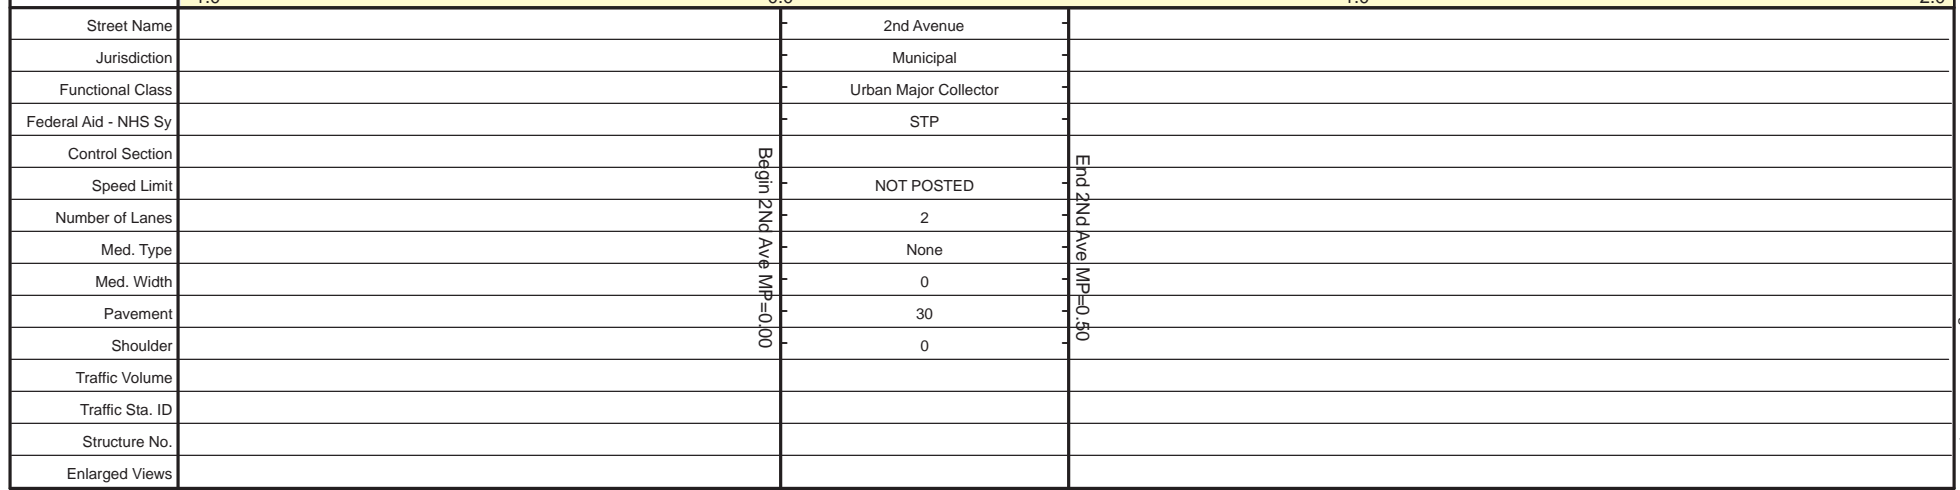 Street Name 2nd Avenue
Jurisdiction Municipal
Functional Class Urban Major Collector
Federal Aid - NHS Sy STP
Control Section
Speed Limit NOT POSTED
Number of Lanes 2
Med. Type None
Med. Width 0
Pavement 30
Shoulder 0
Traffic Volume
Traffic Sta. ID
Structure No.
Enlarged Views
Begin 2Nd Ave MP=0.00
End 2Nd Ave MP=0.50